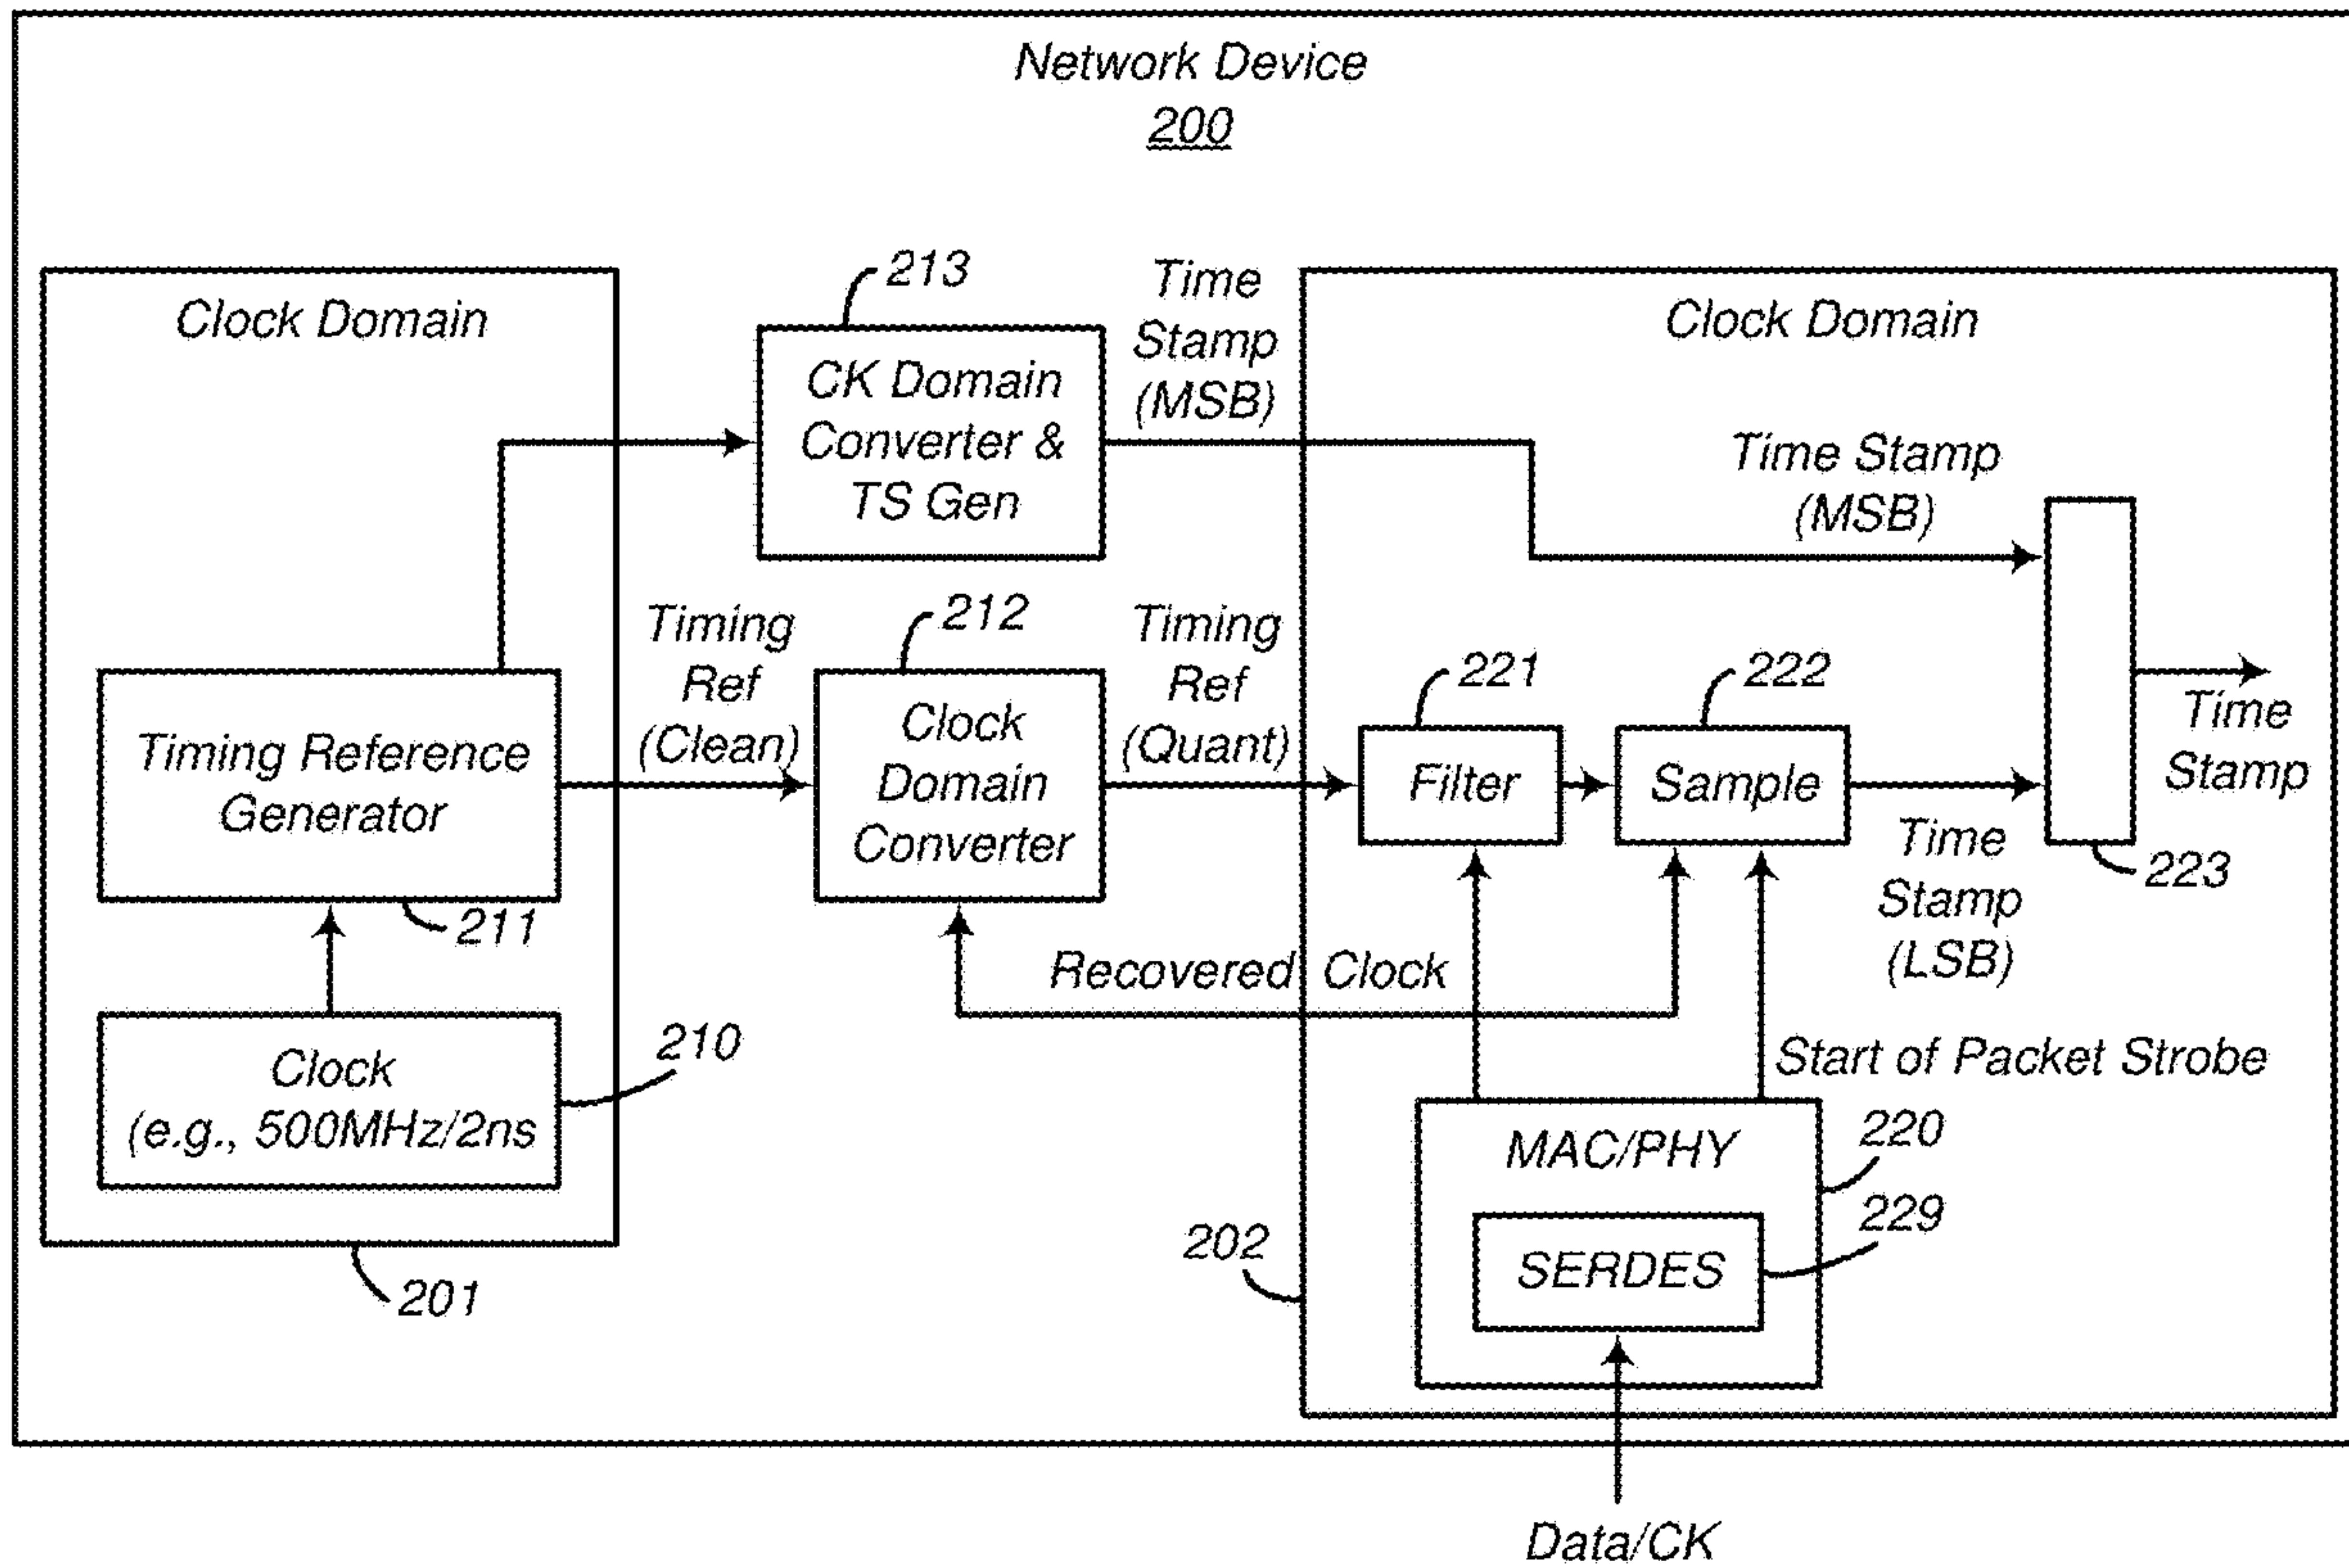 Network Device
200
213
Time
Stamp
(MSB)
Clock Domain
Clock Domain
CK Domain
Converter &
TS Gen
Time Stamp
(MSB)
Timing
Ref
(Clean)
212
Timing
Ref
(Quant)
221
222
Clock
Domain
Converter
Timing Reference
Generator
Filter
Sample
Time
Stamp
Time
Stamp
(LSB)
223
211
Recovered Clock
210
Clock
(e.g., 500MHz/2ns
Start of Packet Strobe
MAC/PHY
220
229
SERDES
202
201
Data/CK